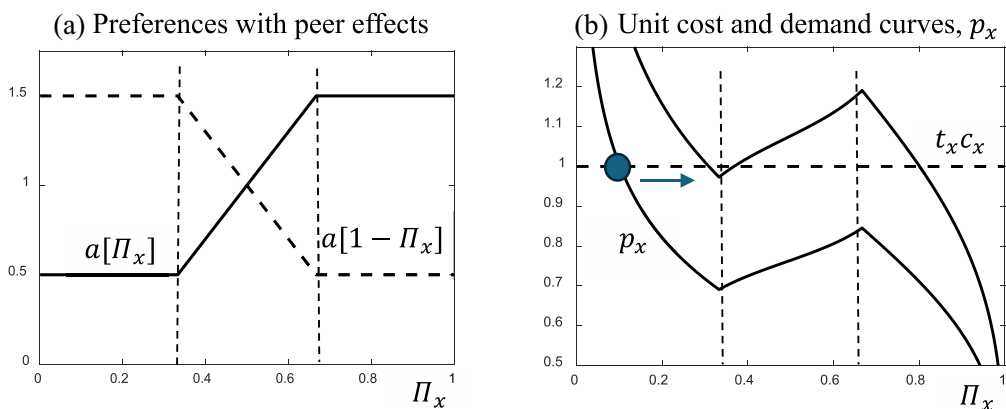 (a) Preferences with peer effects
1.5
1
0.5
0
a[Π_x]
a[1 − Π_x]
0 0.2 0.4 0.6 0.8 1
Π_x
(b) Unit cost and demand curves, p_x
1.2
1.1
1
0.9
0.8
0.7
0.6
0.5
t_x c_x
p_x
0 0.2 0.4 0.6 0.8 1
Π_x